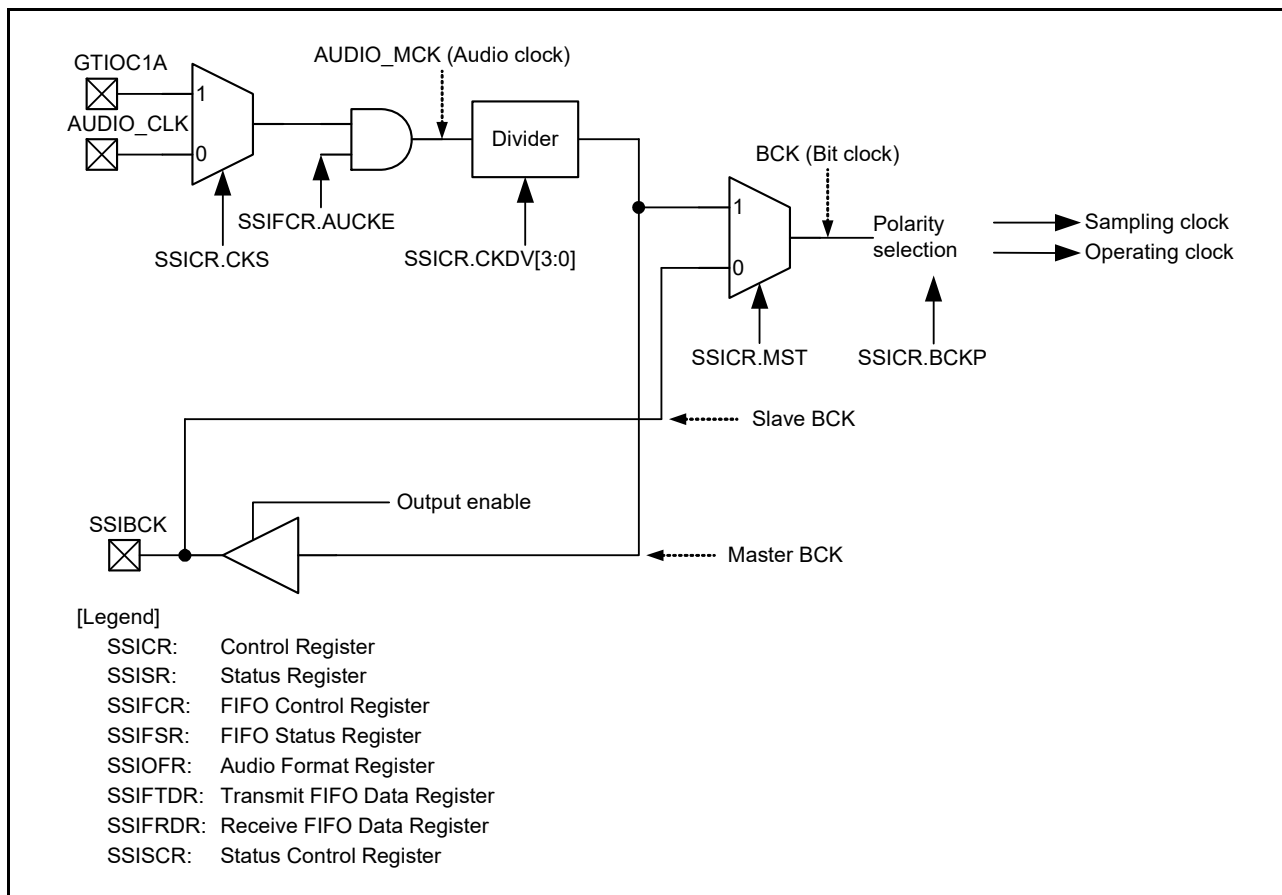 GTIOC1A
AUDIO_MCK (Audio clock)
1
AUDIO_CLK
0
Divider
SSIFCR.AUCKE
SSICR.CKS
SSICR.CKDV[3:0]
BCK (Bit clock)
1
0
Polarity
selection
Sampling clock
Operating clock
SSICR.MST
SSICR.BCKP
Slave BCK
Output enable
SSIBCK
Master BCK
[Legend]
SSICR: Control Register
SSISR: Status Register
SSIFCR: FIFO Control Register
SSIFSR: FIFO Status Register
SSIOFR: Audio Format Register
SSIFTDR: Transmit FIFO Data Register
SSIFRDR: Receive FIFO Data Register
SSISCR: Status Control Register